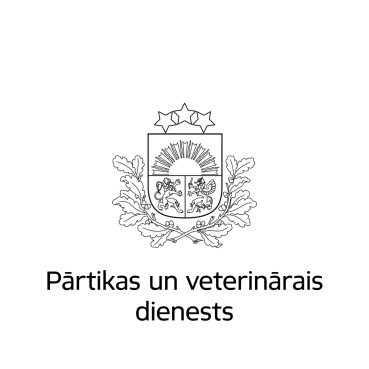 Pārtikas un veterinārais
dienests